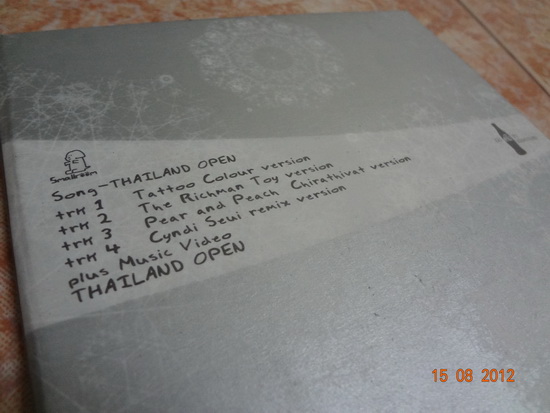 Smallroom
Song-THAILAND OPEN
trk 1 Tattoo Colour version
trk 2 The Richman Toy version
trk 3 Pear and Peach Chirathivat version
trk 4 Cyndi Seui remix version
plus Music Video
THAILAND OPEN
15 08 2012